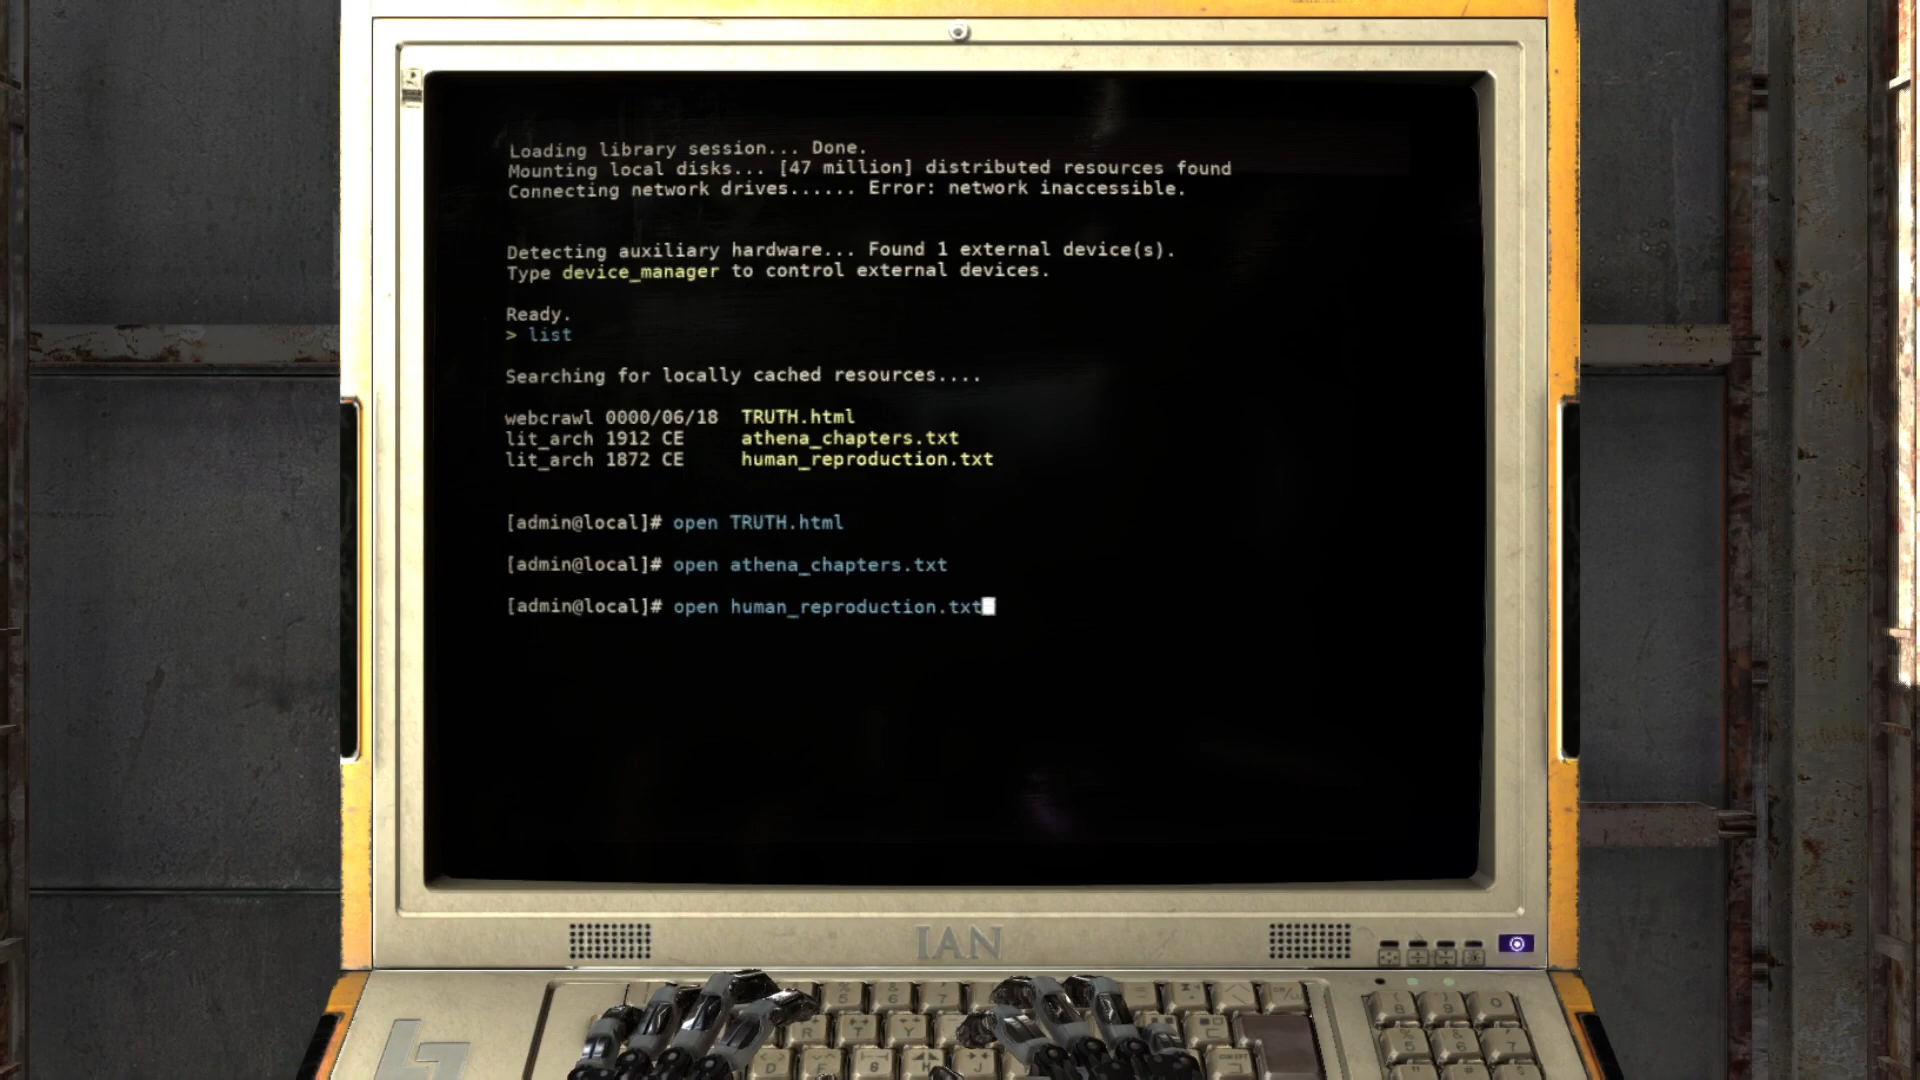 Loading library session... Done.
Mounting local disks... [47 million] distributed resources found
Connecting network drives...... Error: network inaccessible.
Detecting auxiliary hardware... Found 1 external device(s).
Type device_manager to control external devices.
Ready.
> list
Searching for locally cached resources....
webcrawl 0000/06/18 TRUTH.html
lit_arch 1912 CE athena_chapters.txt
lit_arch 1872 CE human_reproduction.txt
[admin@local]# open TRUTH.html
[admin@local]# open athena_chapters.txt
[admin@local]# open human_reproduction.txt
IAN